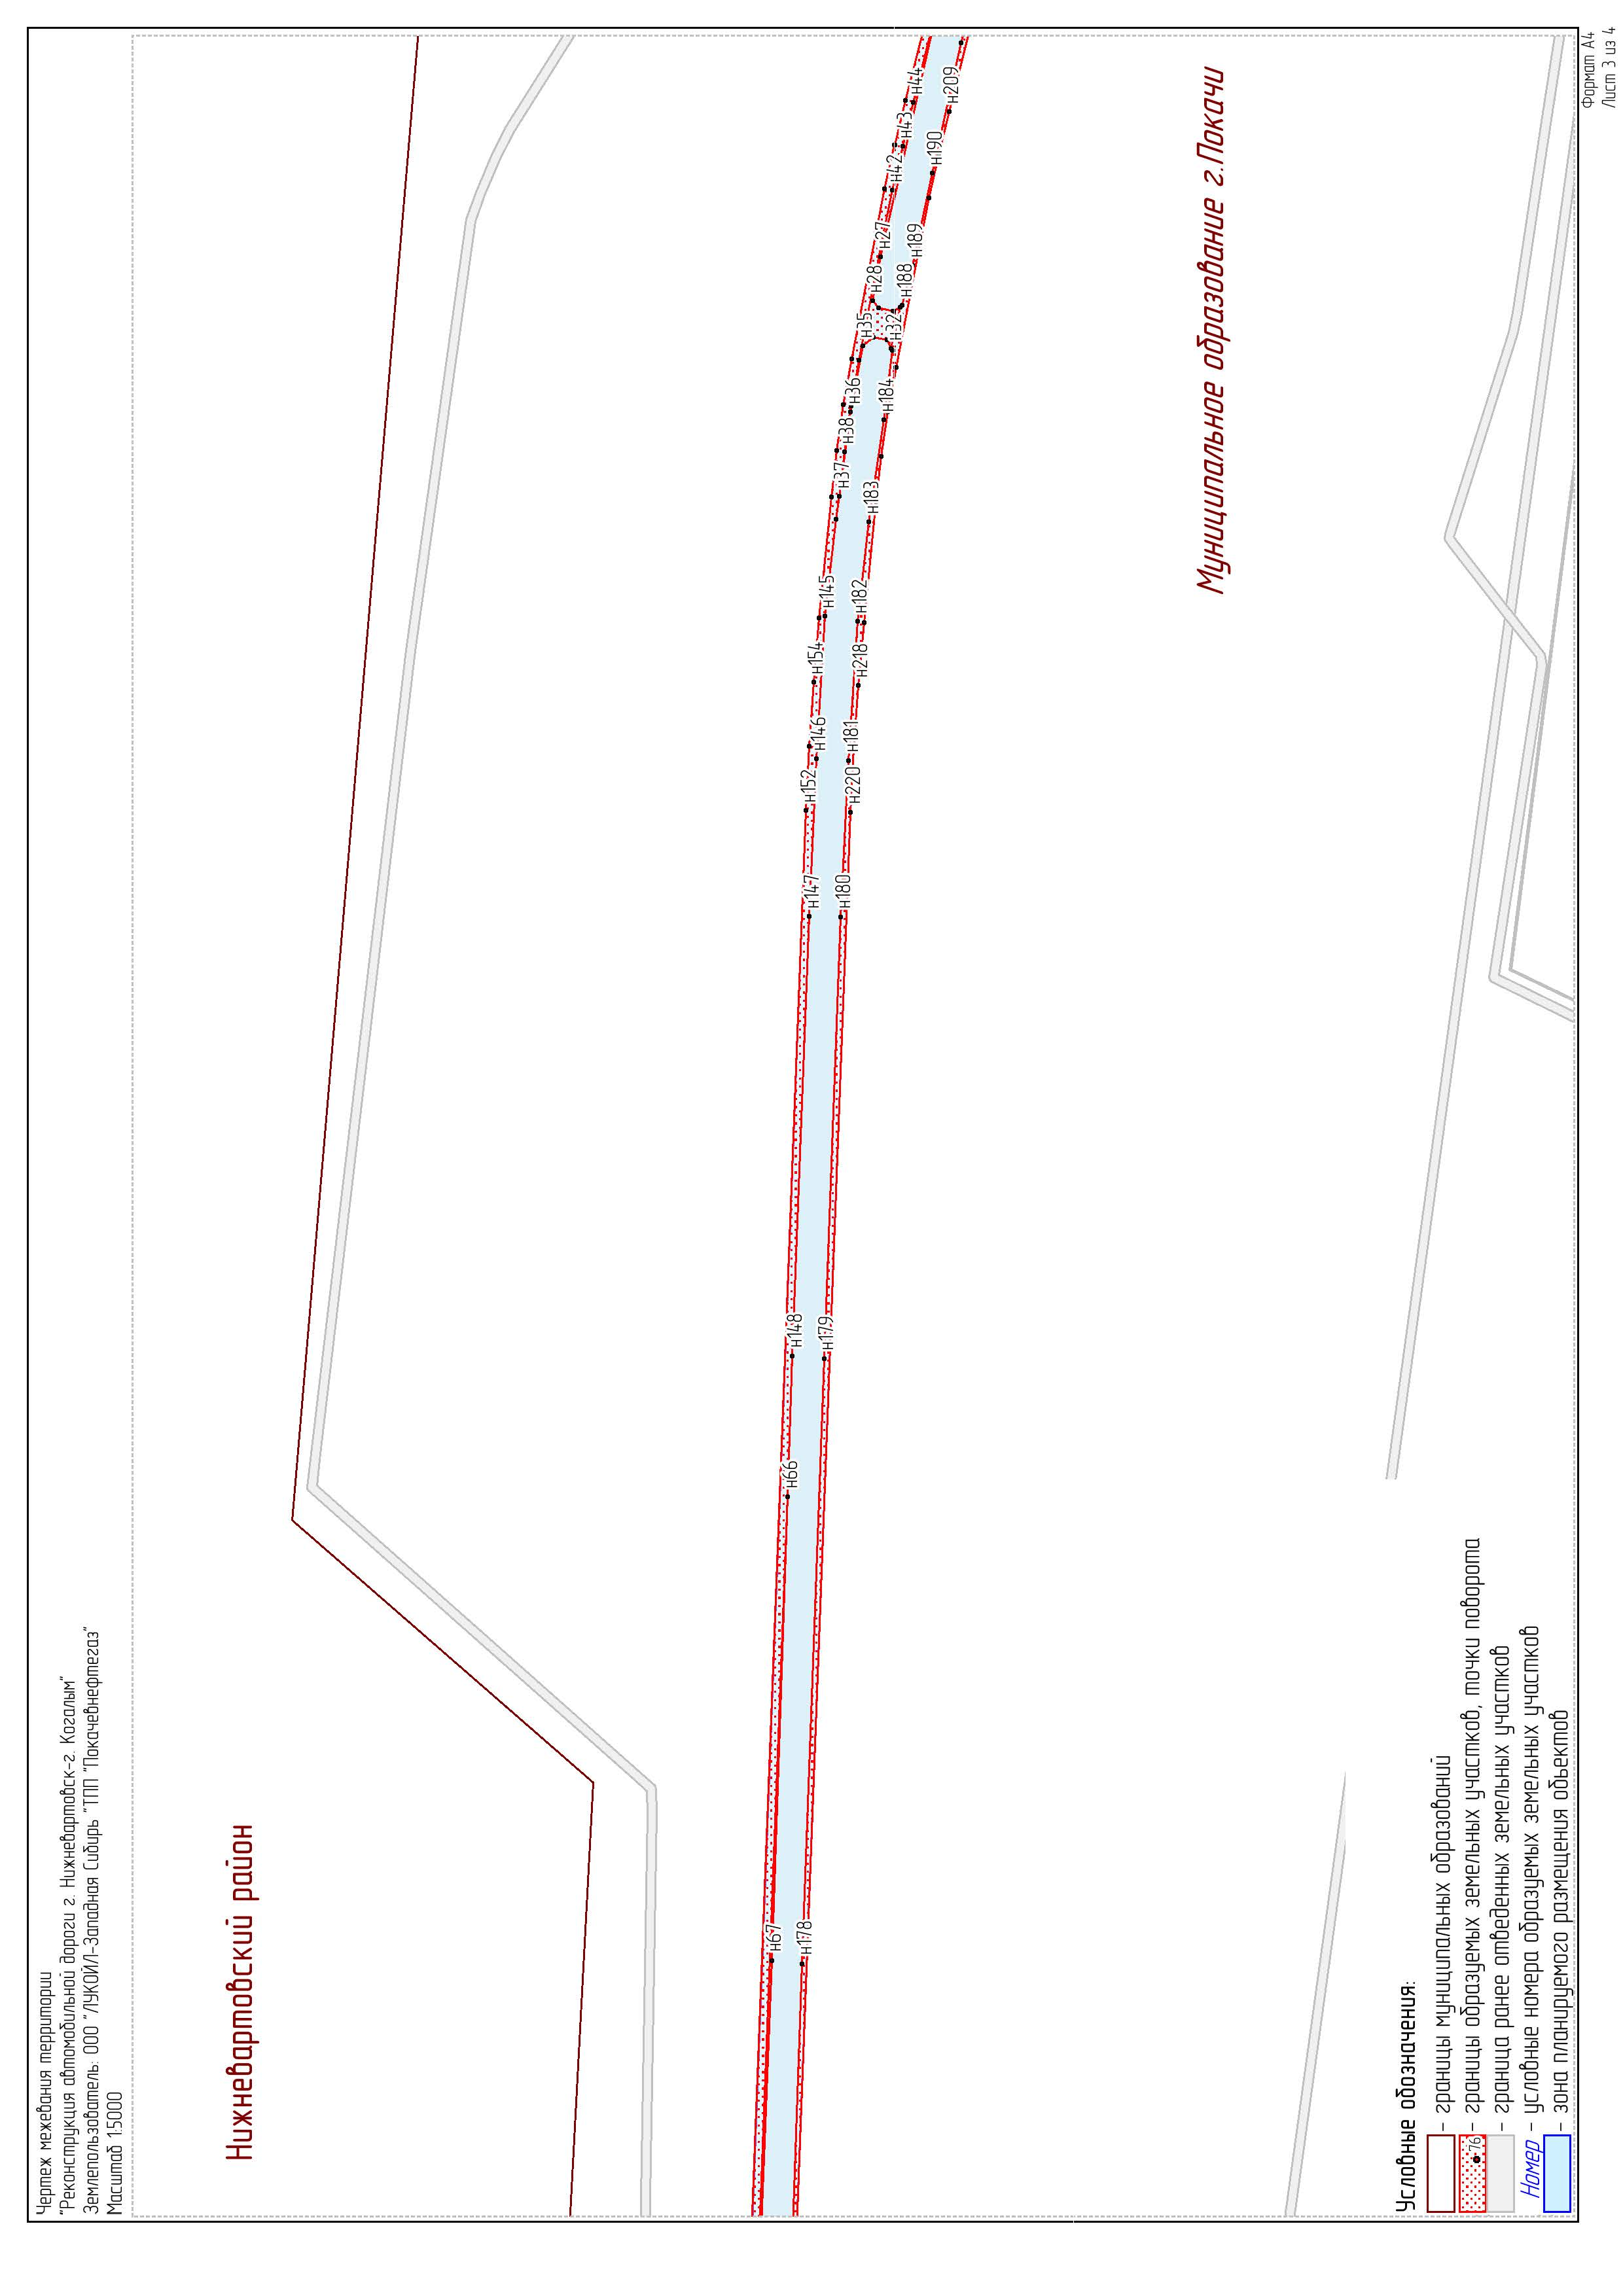 Чертеж межевания территории
"Реконструкция автомобильной дороги г. Нижневартовск-г. Когалым"
Землепользователь: ООО "ЛУКОЙЛ-Западная Сибирь "ТПП "Покачевнефтегаз"
Масштаб 1:5000
Нижневартовский район
н67
н66
н148
н147
н152
н146
н154
н145
н37
н38
н36
н35
н28
н27
н42
н43
н44
н178
н179
н180
н220
н181
н218
н182
н183
н184
н32
н188
н189
н190
н209
Муниципальное образование г.Покачи
Условные обозначения:
- границы муниципальных образований
76 - границы образуемых земельных участков, точки поворота
- граница ранее отведенных земельных участков
Номер - условные номера образуемых земельных участков
- зона планируемого размещения объектов
Формат А4
Лист 3 из 4